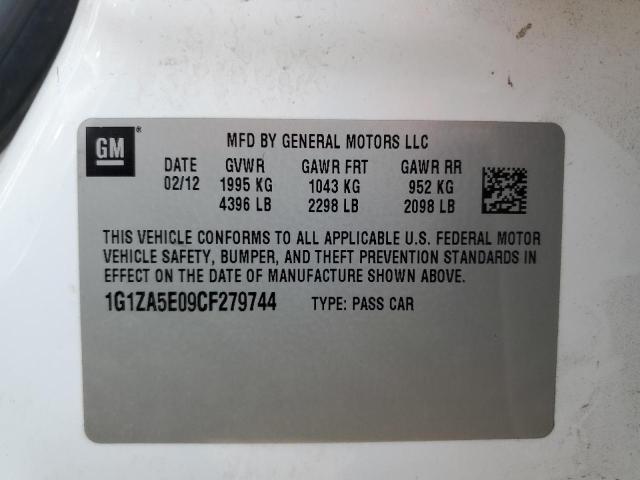 GM
MFD BY GENERAL MOTORS LLC
DATE GVWR GAWR FRT GAWR RR
02/12 1995 KG 1043 KG 952 KG
4396 LB 2298 LB 2098 LB
THIS VEHICLE CONFORMS TO ALL APPLICABLE U.S. FEDERAL MOTOR
VEHICLE SAFETY, BUMPER, AND THEFT PREVENTION STANDARDS IN
EFFECT ON THE DATE OF MANUFACTURE SHOWN ABOVE.
1G1ZA5E09CF279744 TYPE: PASS CAR